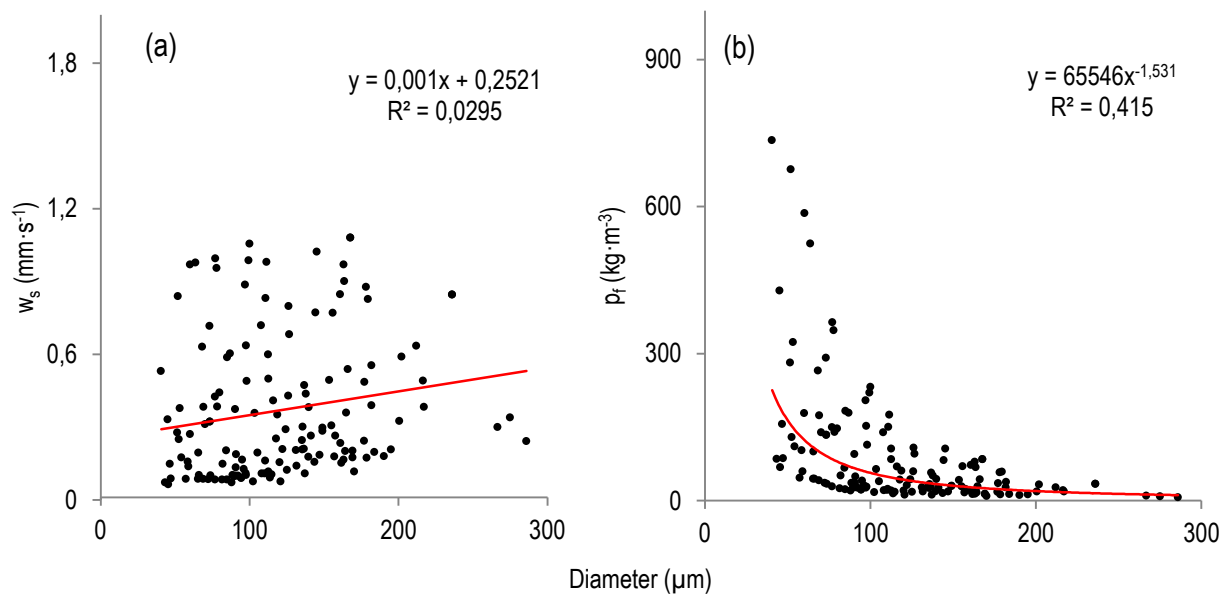 (a)
y = 0,001x + 0,2521
R² = 0,0295
1,8
1,2
0,6
0
wₛ (mm·s⁻¹)
0
100
200
300
(b)
y = 65546x⁻¹,⁵³¹
R² = 0,415
900
600
300
0
p_f (kg·m⁻³)
0
100
200
300
Diameter (µm)